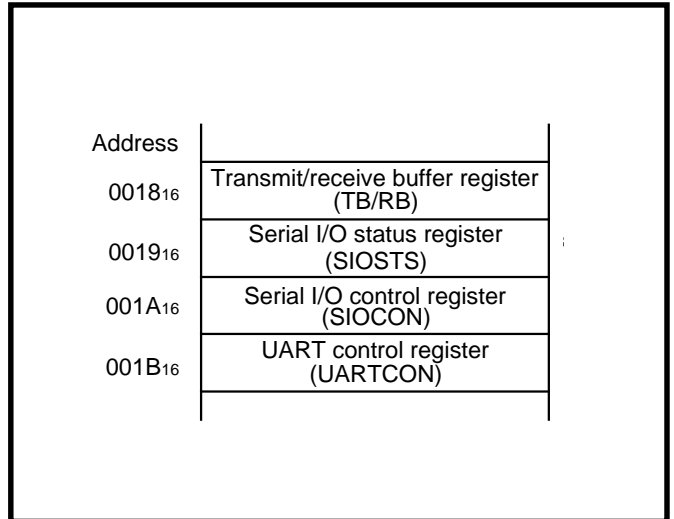 Address
0018₁₆ Transmit/receive buffer register
(TB/RB)
0019₁₆ Serial I/O status register
(SIOSTS)
001A₁₆ Serial I/O control register
(SIOCON)
001B₁₆ UART control register
(UARTCON)